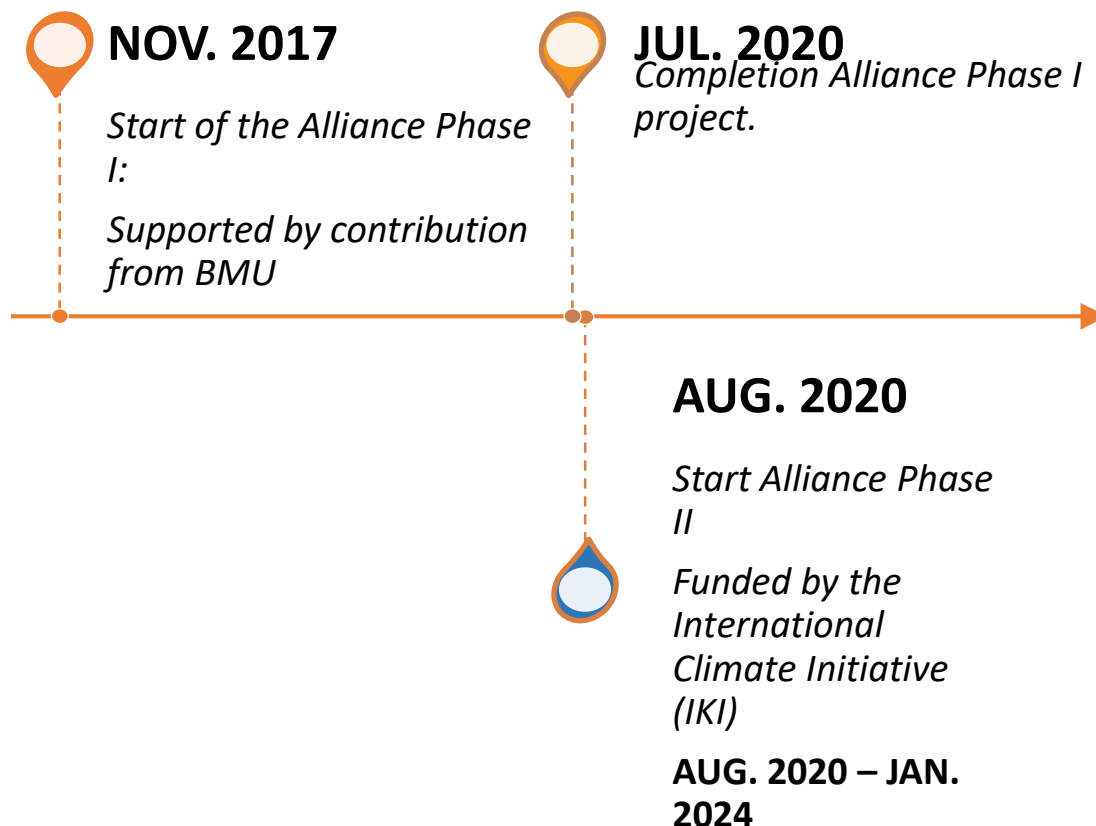 NOV. 2017
Start of the Alliance Phase
I:
Supported by contribution
from BMU
JUL. 2020
Completion Alliance Phase I
project.
AUG. 2020
Start Alliance Phase
II
Funded by the
International
Climate Initiative
(IKI)
AUG. 2020 – JAN.
2024